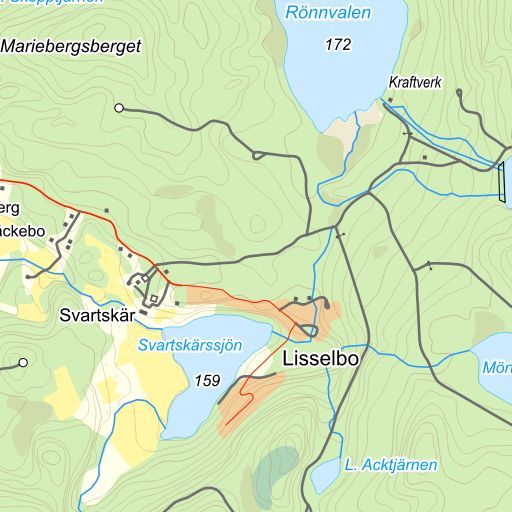 Rönnvalen
172
Mariebergsberget
Kraftverk
Svartskär
Svartskärssjön
159
Lisselbo
L. Acktjärnen